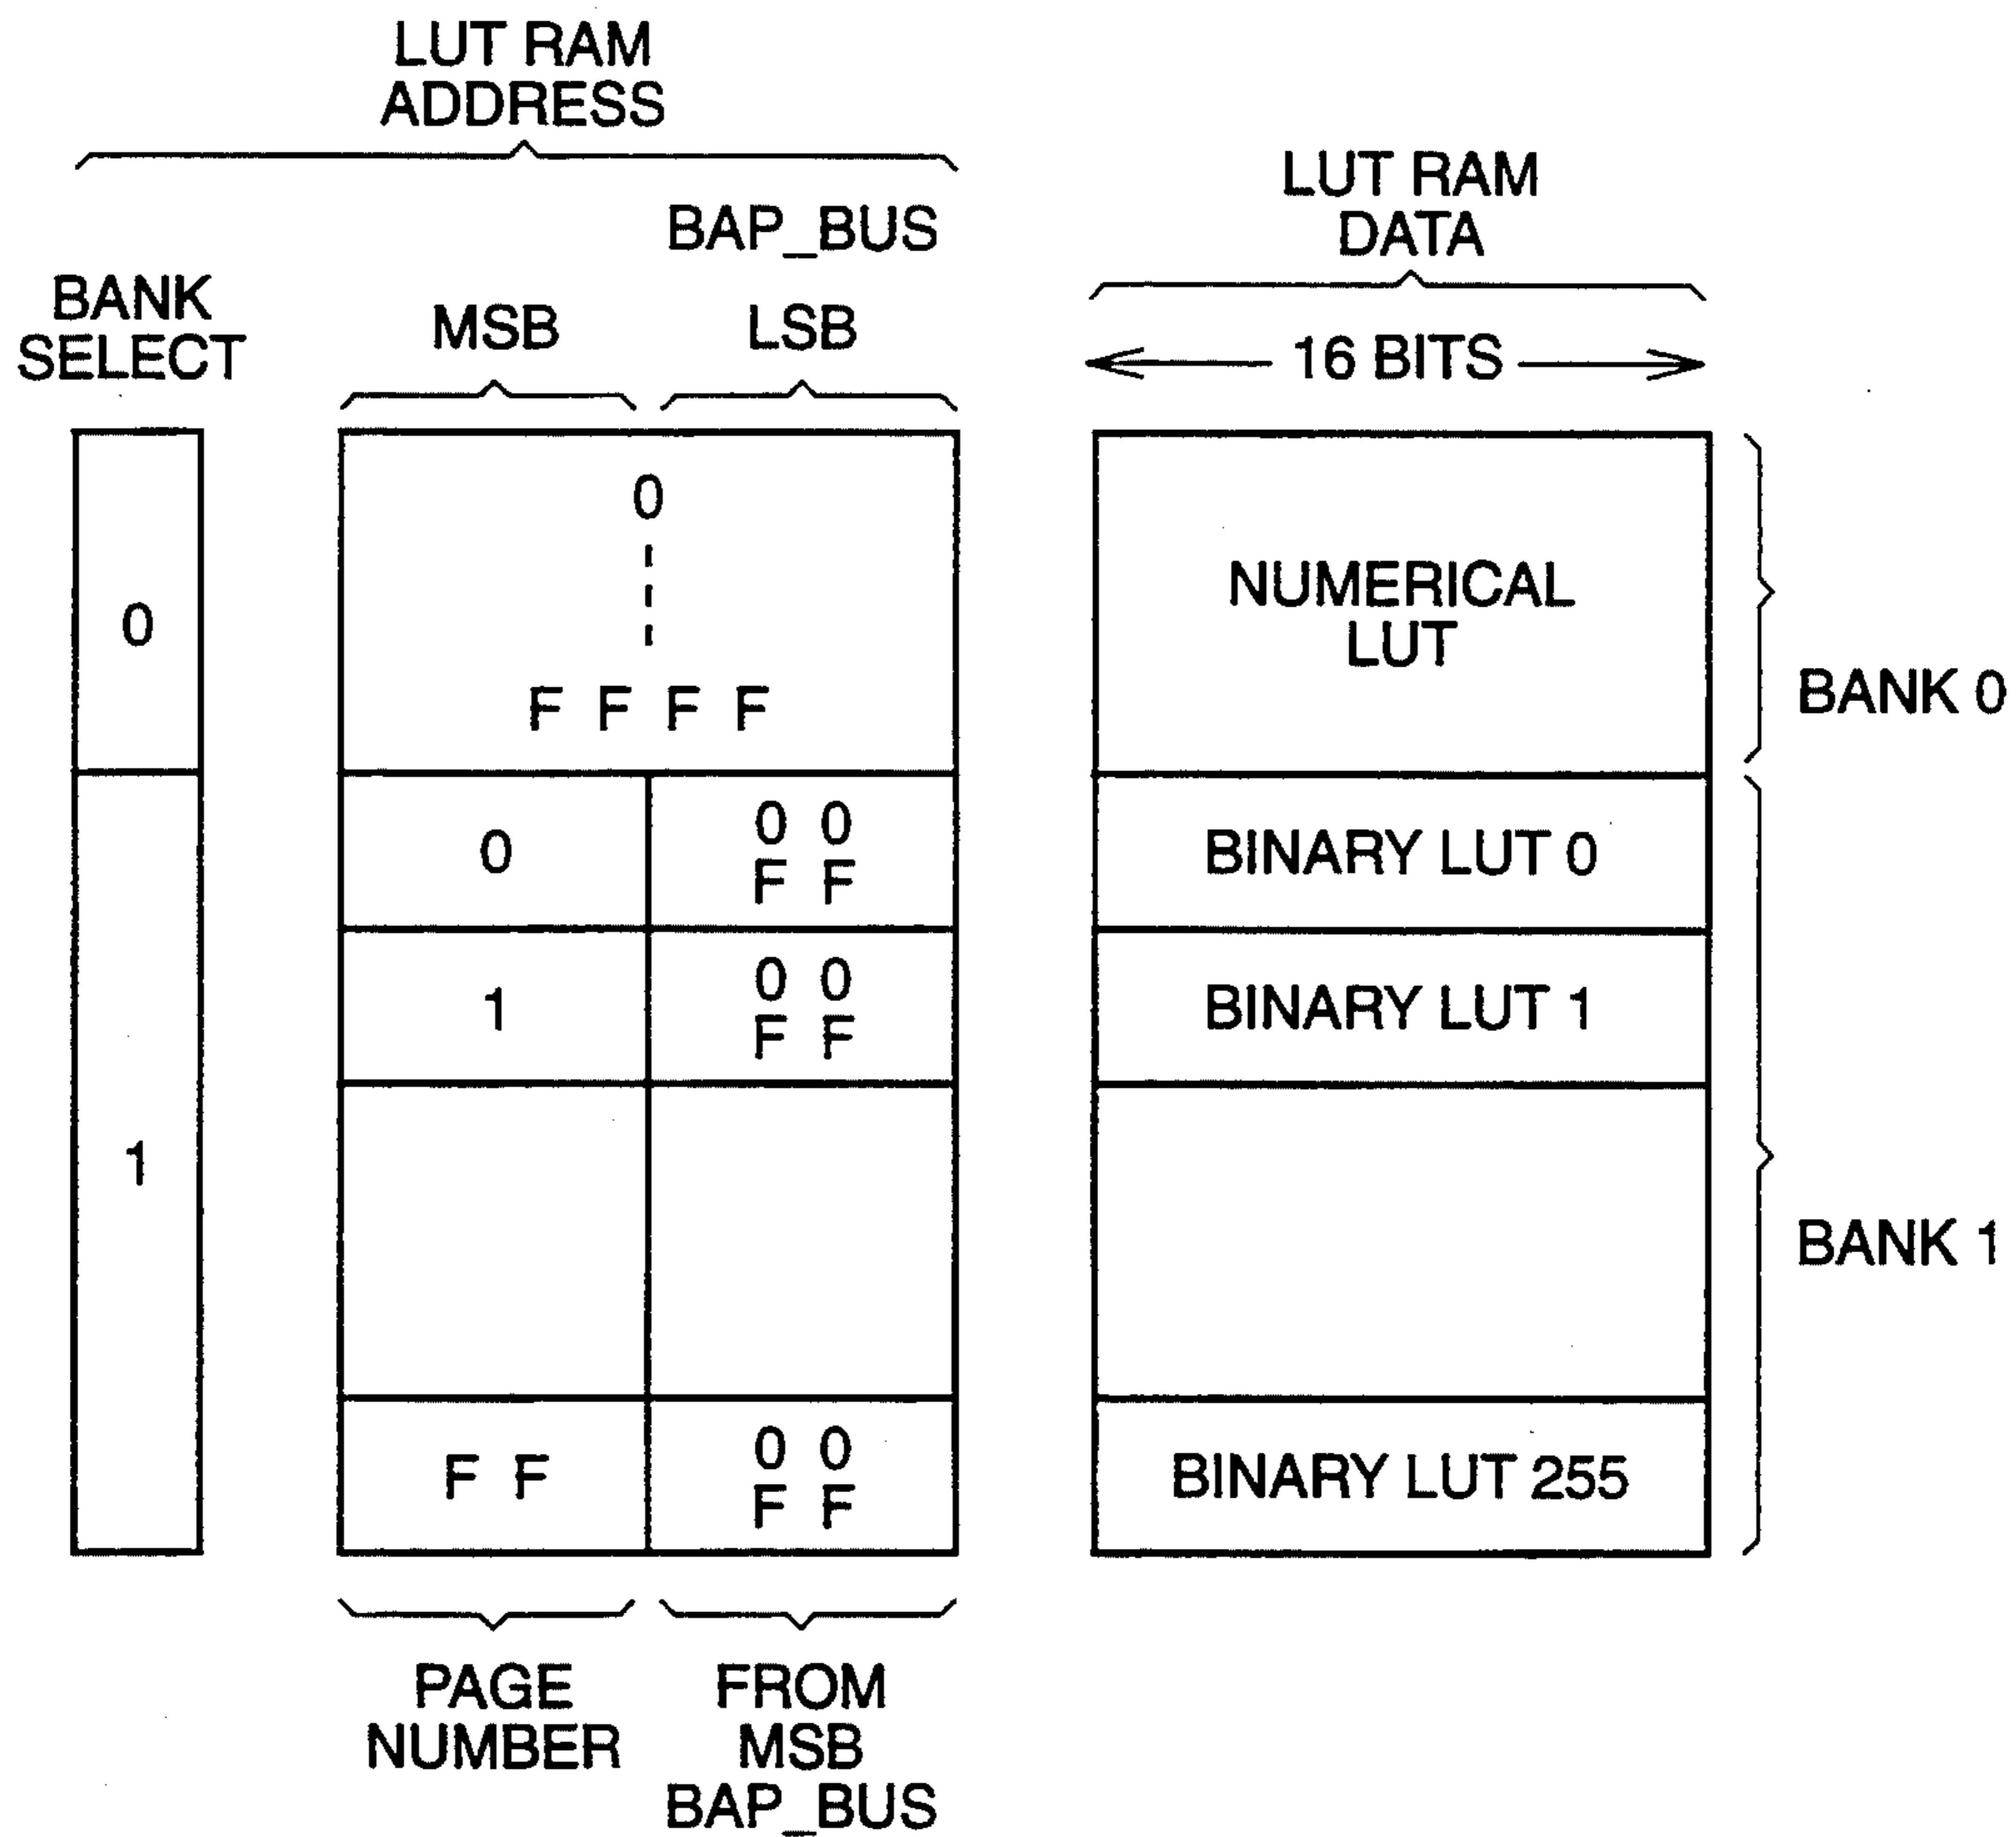 LUT RAM
ADDRESS
BAP_BUS
LUT RAM
DATA
BANK
SELECT
MSB
LSB
16 BITS
0
0
F F F F
NUMERICAL
LUT
BANK 0
1
0
0 0
F F
BINARY LUT 0
1
0 0
F F
BINARY LUT 1
BANK 1
F F
0 0
F F
BINARY LUT 255
PAGE
NUMBER
FROM
MSB
BAP_BUS